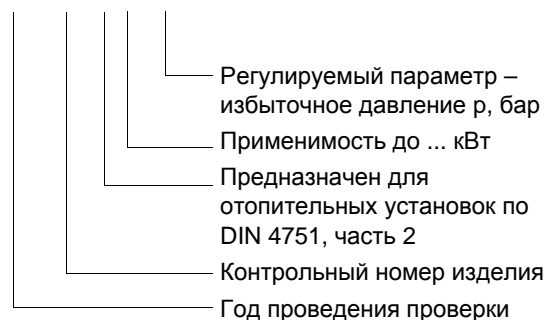 Регулируемый параметр –
избыточное давление р, бар
Применимость до ... кВт
Предназначен для
отопительных установок по
DIN 4751, часть 2
Контрольный номер изделия
Год проведения проверки